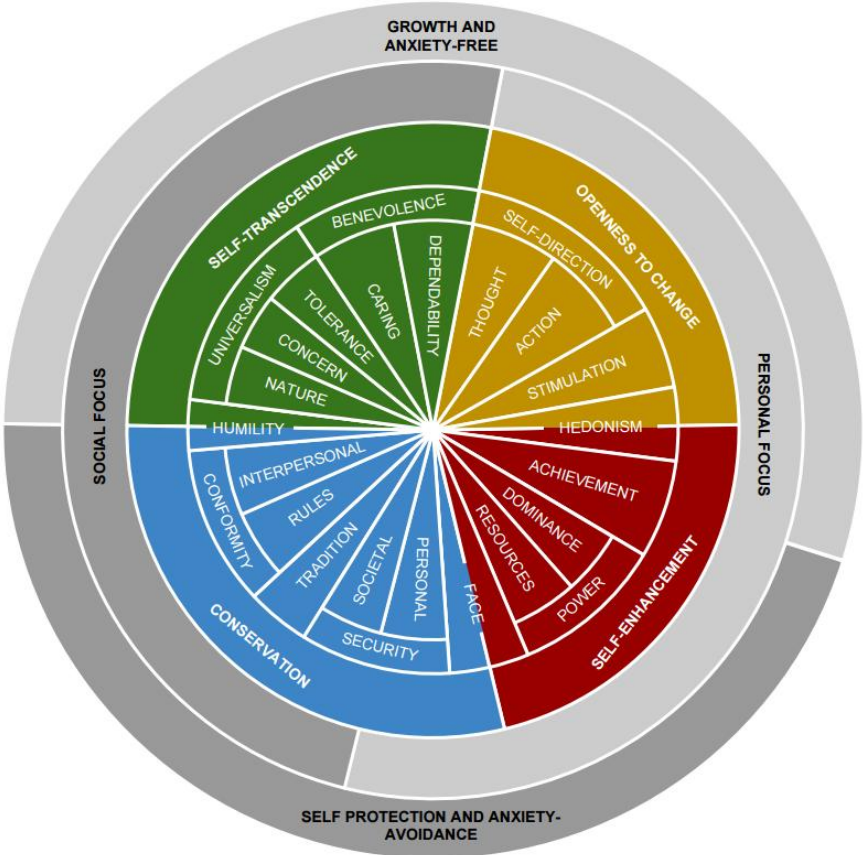 GROWTH AND
ANXIETY-FREE
SELF-TRANSCENDENCE
OPENNESS TO CHANGE
BENEVOLENCE
SELF-DIRECTION
UNIVERSALISM
DEPENDABILITY
CARING
THOUGHT
TOLERANCE
ACTION
CONCERN
STIMULATION
NATURE
SOCIAL FOCUS
PERSONAL FOCUS
HUMILITY
HEDONISM
INTERPERSONAL
ACHIEVEMENT
CONFORMITY
RULES
DOMINANCE
RESOURCES
TRADITION
SOCIETAL
PERSONAL
FACE
POWER
SECURITY
CONSERVATION
SELF-ENHANCEMENT
SELF PROTECTION AND ANXIETY-
AVOIDANCE